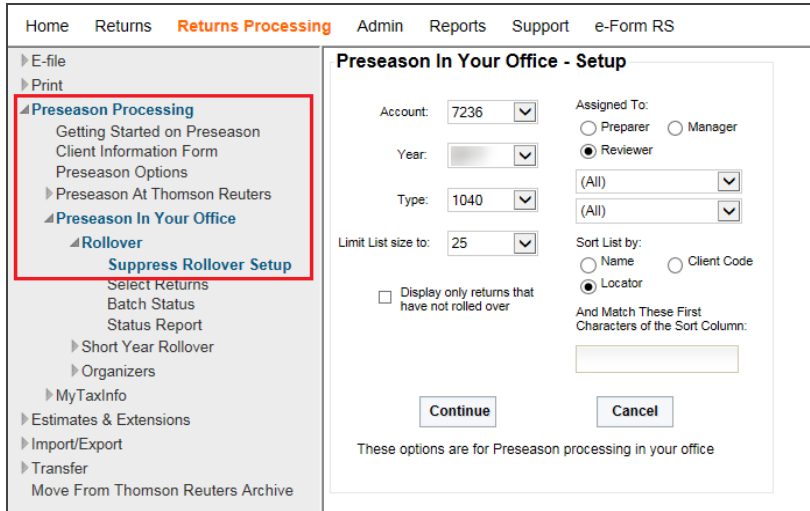 Home Returns Returns Processing Admin Reports Support e-Form RS
E-file
Print
Preseason Processing
Getting Started on Preseason
Client Information Form
Preseason Options
Preseason At Thomson Reuters
Preseason In Your Office
Rollover
Suppress Rollover Setup
Select Returns
Batch Status
Status Report
Short Year Rollover
Organizers
MyTaxInfo
Estimates & Extensions
Import/Export
Transfer
Move From Thomson Reuters Archive
Preseason In Your Office - Setup
Account: 7236
Year:
Type: 1040
Limit List size to: 25
Display only returns that
have not rolled over
Assigned To:
Preparer Manager
Reviewer
(All)
(All)
Sort List by:
Name Client Code
Locator
And Match These First
Characters of the Sort Column:
Continue Cancel
These options are for Preseason processing in your office